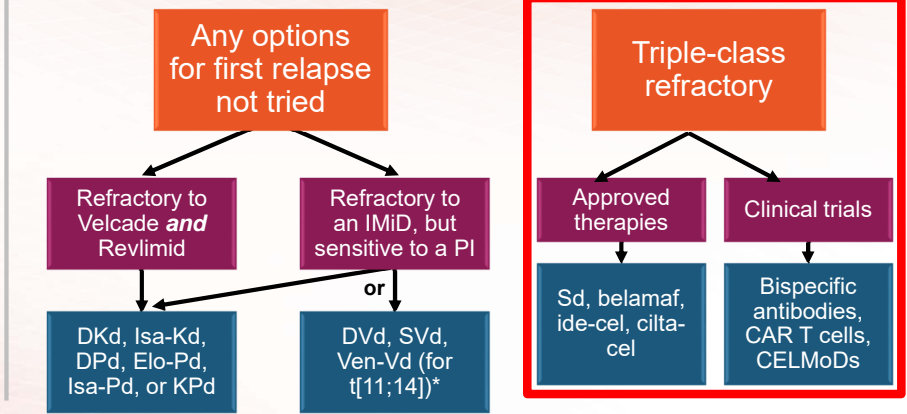 Any options
for first relapse
not tried
Triple-class
refractory
Refractory to
Velcade and
Revlimid
Refractory to
an IMiD, but
sensitive to a PI
Approved
therapies
Clinical trials
or
DKd, Isa-Kd,
DPd, Elo-Pd,
Isa-Pd, or KPd
DVd, SVd,
Ven-Vd (for
t[11;14])*
Sd, belamaf,
ide-cel, cilta-
cel
Bispecific
antibodies,
CAR T cells,
CELMoDs